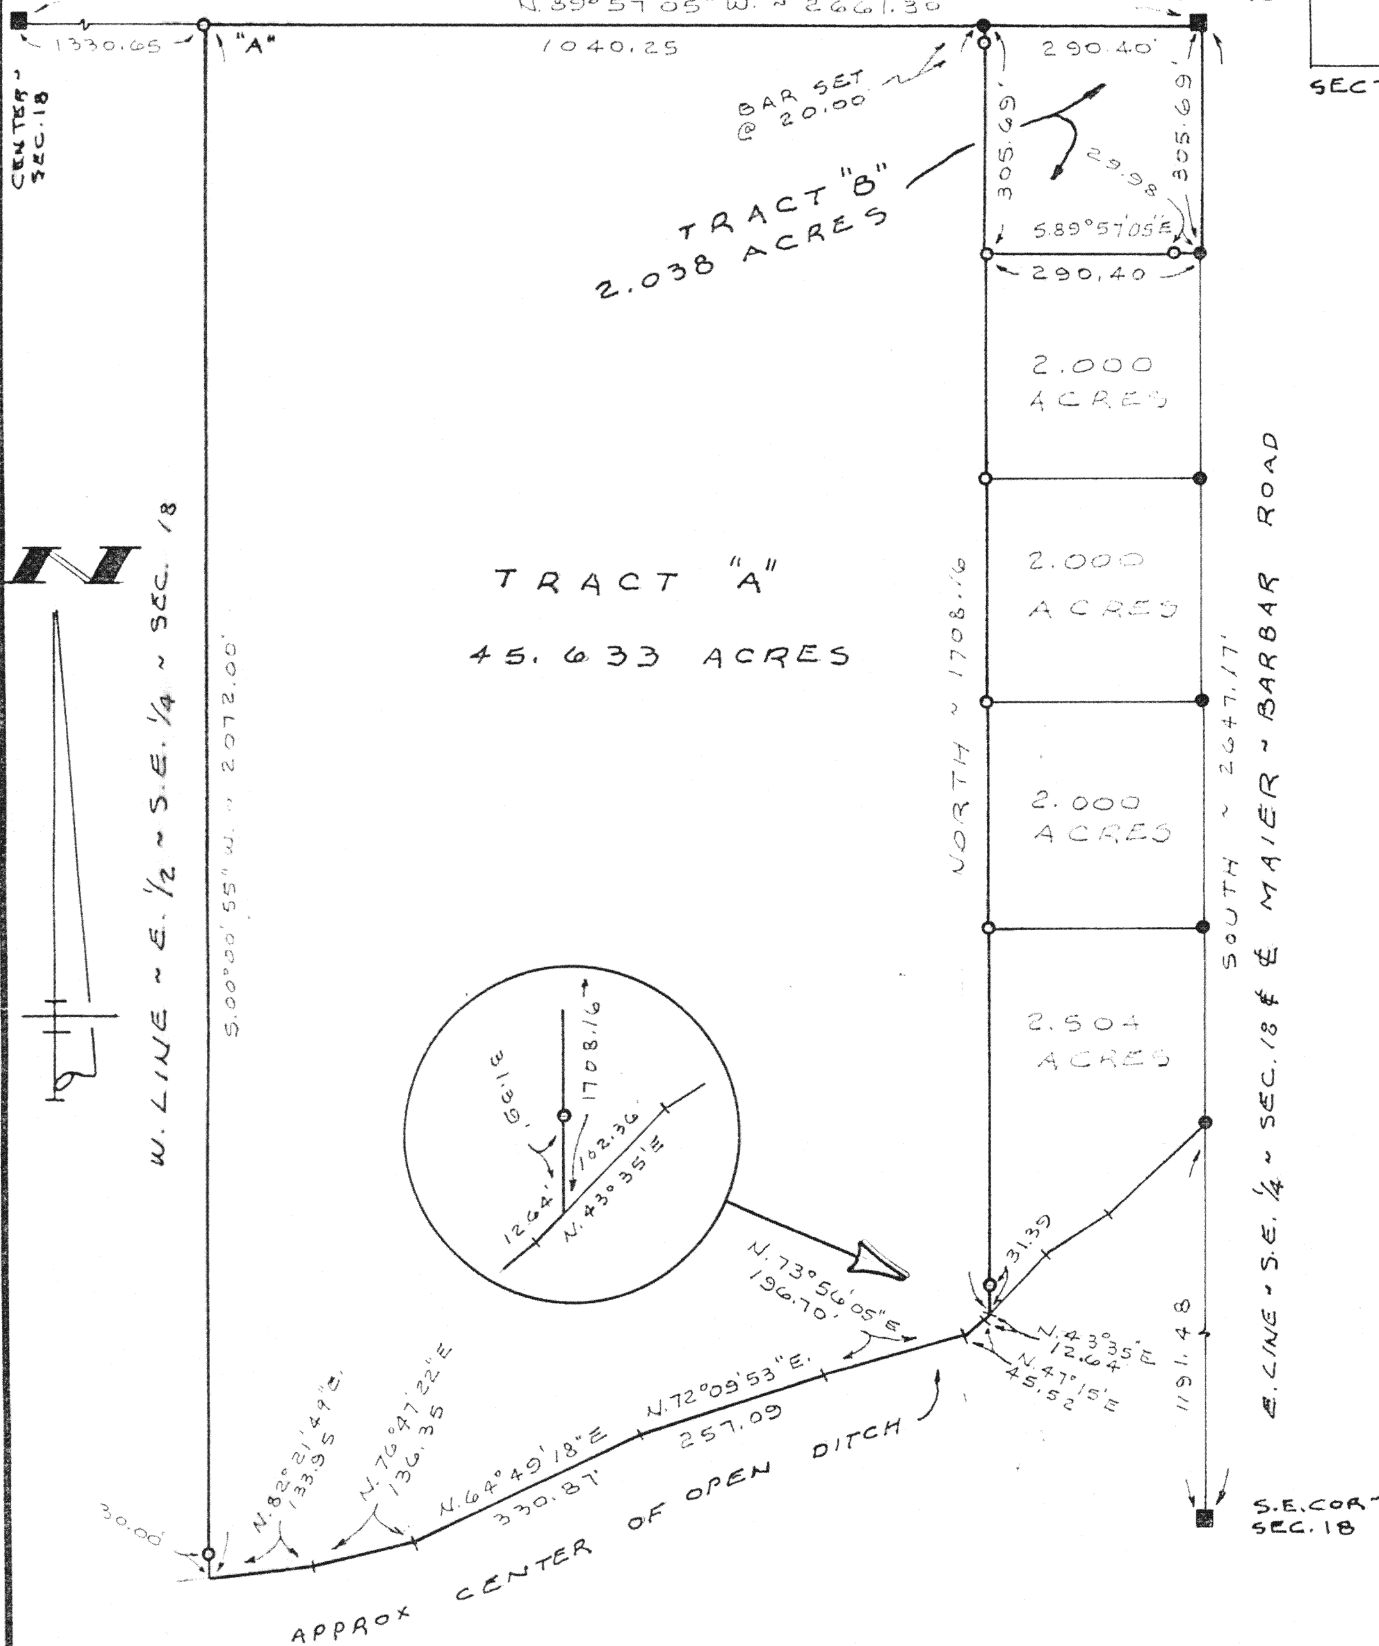 N. 89° 57' 05" W. ~ 2661.30
1330.65
"A"
1040.25
290.40'
CENTER ~
SEC. 18
SEC
BAR SET
@ 20.00
305.69'
305.69'
29.98
TRACT "B"
2.038 ACRES
S.89°57'05"E
290.40
2.000
ACRES
2.000
ACRES
2.000
ACRES
2.504
ACRES
N
TRACT "A"
45.633 ACRES
W. LINE ~ E. 1/2 ~ S.E. 1/4 ~ SEC. 18
S.00°00'55" W. ~ 2072.00'
NORTH ~ 1708.16
SOUTH ~ 2647.17'
E. LINE ~ S.E. 1/4 ~ SEC. 18 & ȼ MAIER ~ BARBAR ROAD
1708.16
31.39'
102.36'
12.64'
N.43°35'E
31.39
N.73°56'05"E
196.70'
N.43°35'E
12.64'
N.47°15'E
45.52
1191.48
N.72°09'53"E.
257.09
N.64°49'18"E
330.87'
N.76°47'22"E
136.35
N.82°21'49"E.
133.95
30.00'
APPROX CENTER OF OPEN DITCH
S.E. COR ~
SEC. 18